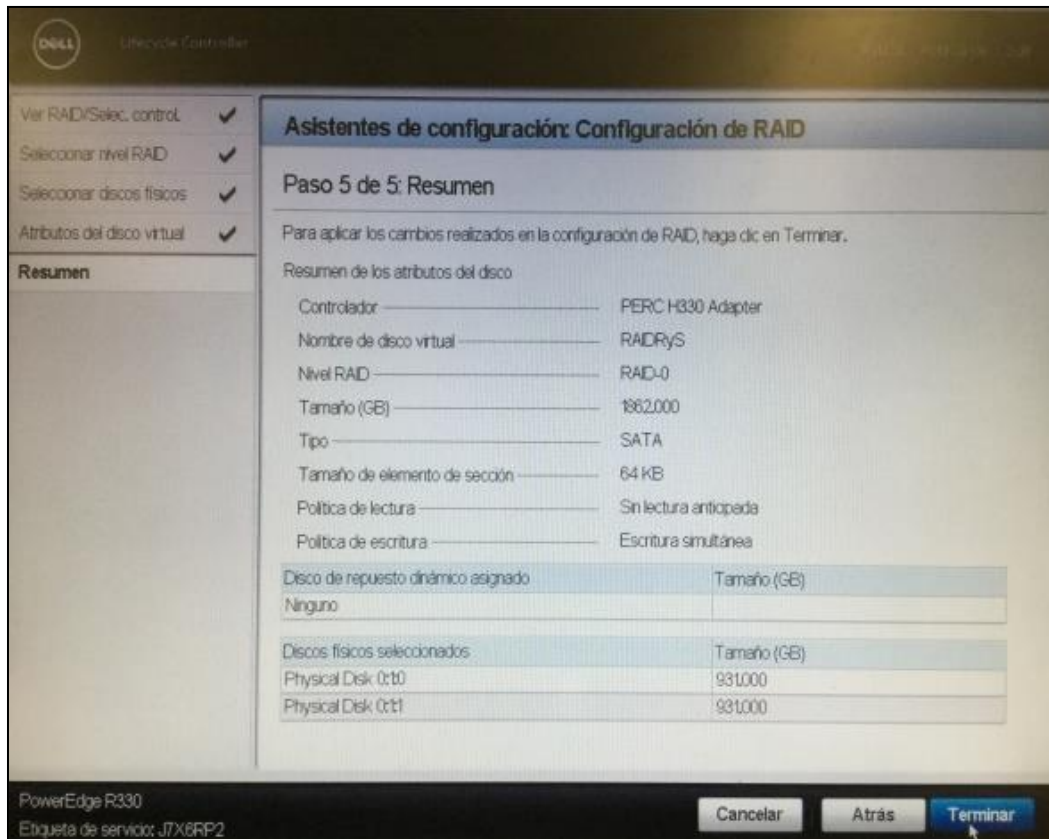 DELL
Lifecycle Controller
Ver RAID/Selec. control.
Seleccionar nivel RAID
Seleccionar discos físicos
Atributos del disco virtual
Resumen
Asistentes de configuración: Configuración de RAID
Paso 5 de 5: Resumen
Para aplicar los cambios realizados en la configuración de RAID, haga clic en Terminar.
Resumen de los atributos del disco
Controlador PERC H330 Adapter
Nombre de disco virtual RAIDRyS
Nivel RAID RAID-0
Tamaño (GB) 1862.000
Tipo SATA
Tamaño de elemento de sección 64 KB
Política de lectura Sin lectura anticipada
Política de escritura Escritura simultánea
Disco de repuesto dinámico asignado Tamaño (GB)
Ninguno
Discos físicos seleccionados Tamaño (GB)
Physical Disk 0:1:0 931.000
Physical Disk 0:1:1 931.000
PowerEdge R330
Etiqueta de servicio: J7X6RP2
Cancelar Atrás Terminar